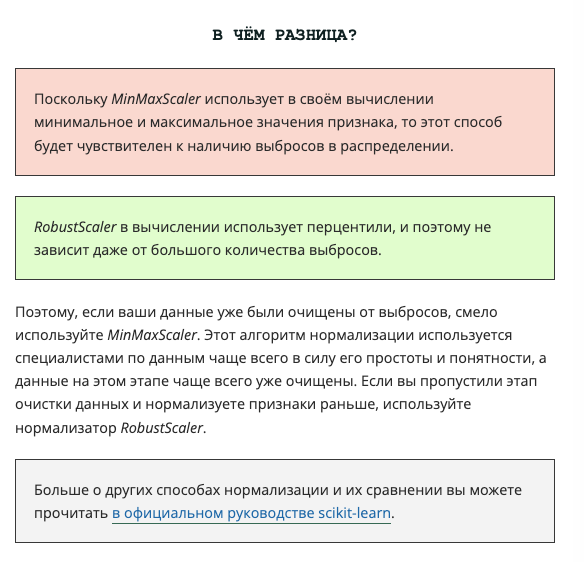 В ЧЁМ РАЗНИЦА?
Поскольку MinMaxScaler использует в своём вычислении
минимальное и максимальное значения признака, то этот способ
будет чувствителен к наличию выбросов в распределении.
RobustScaler в вычислении использует перцентили, и поэтому не
зависит даже от большого количества выбросов.
Поэтому, если ваши данные уже были очищены от выбросов, смело
используйте MinMaxScaler. Этот алгоритм нормализации используется
специалистами по данным чаще всего в силу его простоты и понятности, а
данные на этом этапе чаще всего уже очищены. Если вы пропустили этап
очистки данных и нормализуете признаки раньше, используйте
нормализатор RobustScaler.
Больше о других способах нормализации и их сравнении вы можете
прочитать в официальном руководстве scikit-learn.